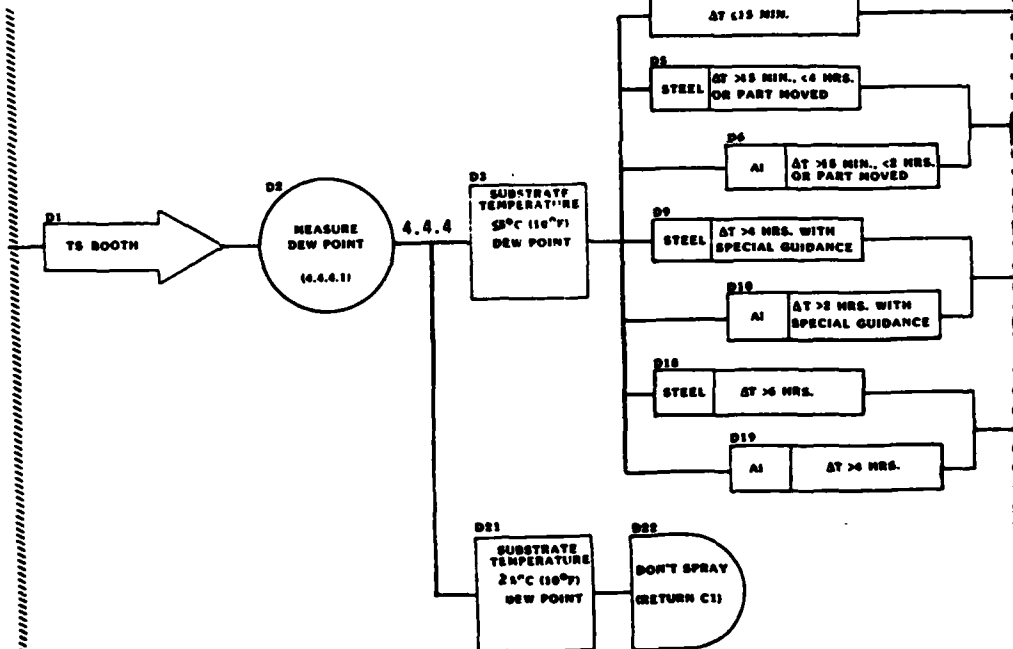 ΔT ≤15 MIN.
D5
STEEL
ΔT >15 MIN., <4 HRS.
OR PART MOVED
D6
Al
ΔT >15 MIN., <2 HRS.
OR PART MOVED
D1
TS BOOTH
D2
MEASURE
DEW POINT
(4.4.4.1)
4.4.4
D3
SUBSTRATE
TEMPERATURE
(10°F)
DEW POINT
D9
STEEL
ΔT >4 HRS. WITH
SPECIAL GUIDANCE
D10
Al
ΔT >2 HRS. WITH
SPECIAL GUIDANCE
D18
STEEL
ΔT >6 HRS.
D19
Al
ΔT >4 HRS.
D21
SUBSTRATE
TEMPERATURE
(10°F)
DEW POINT
D22
DON'T SPRAY
(RETURN C1)